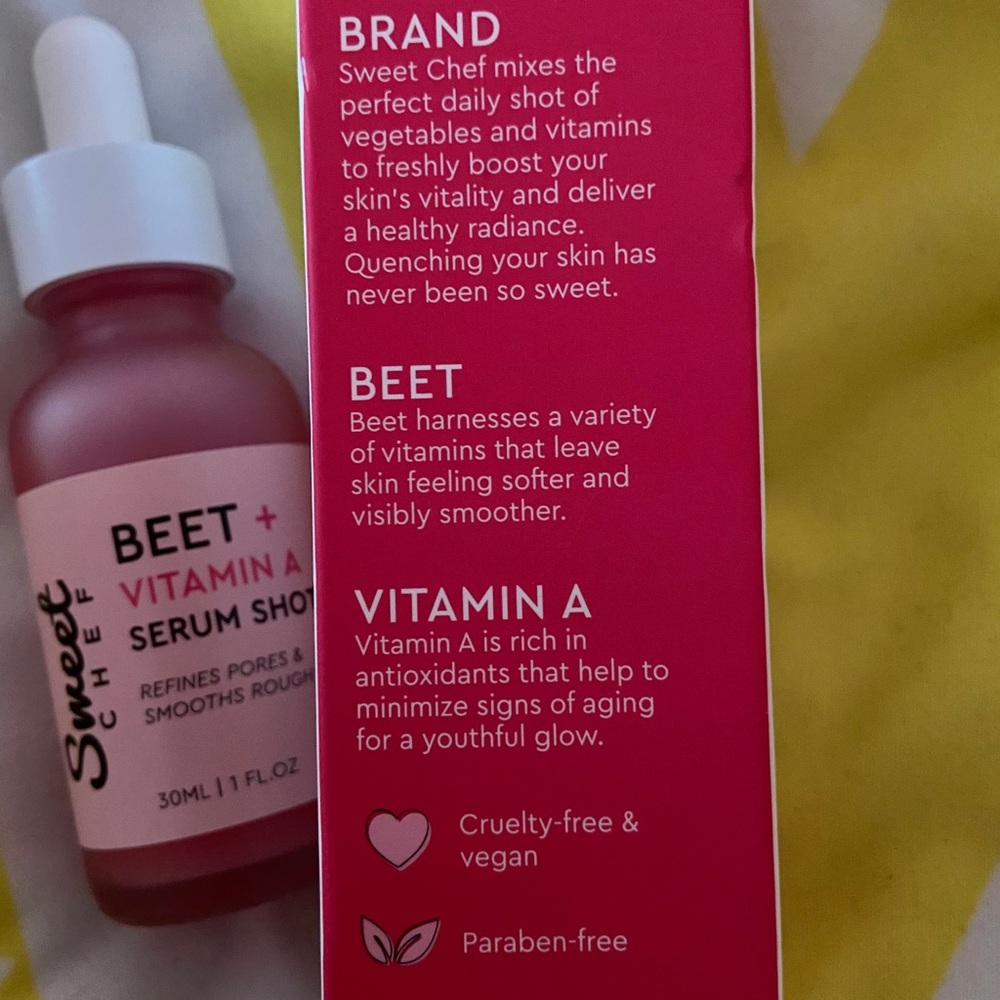 BRAND
Sweet Chef mixes the
perfect daily shot of
vegetables and vitamins
to freshly boost your
skin's vitality and deliver
a healthy radiance.
Quenching your skin has
never been so sweet.
BEET
Beet harnesses a variety
of vitamins that leave
skin feeling softer and
visibly smoother.
VITAMIN A
Vitamin A is rich in
antioxidants that help to
minimize signs of aging
for a youthful glow.
Cruelty-free &
vegan
Paraben-free
Sweet
CHEF
BEET +
VITAMIN A
SERUM SHOT
REFINES PORES &
SMOOTHS ROUGH
30ML | 1 FL.OZ